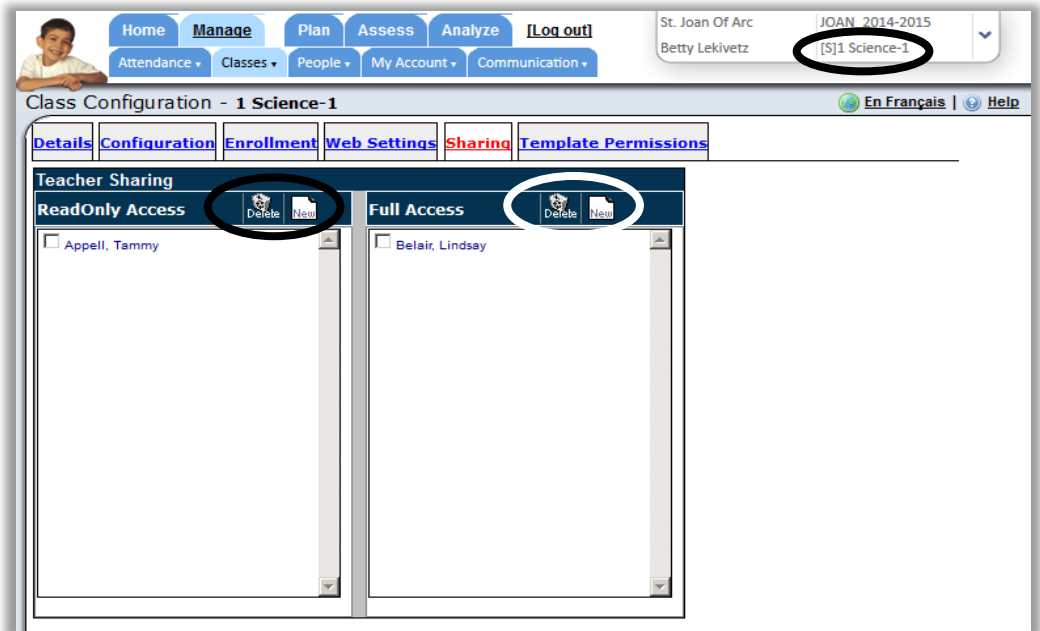 Home Manage Plan Assess Analyze [Log out]
St. Joan Of Arc JOAN_2014-2015
Betty Lekivetz [S]1 Science-1
Attendance Classes People My Account Communication
Class Configuration - 1 Science-1
En Français | Help
Details Configuration Enrollment Web Settings Sharing Template Permissions
Teacher Sharing
ReadOnly Access Delete New Full Access Delete New
Appell, Tammy Belair, Lindsay